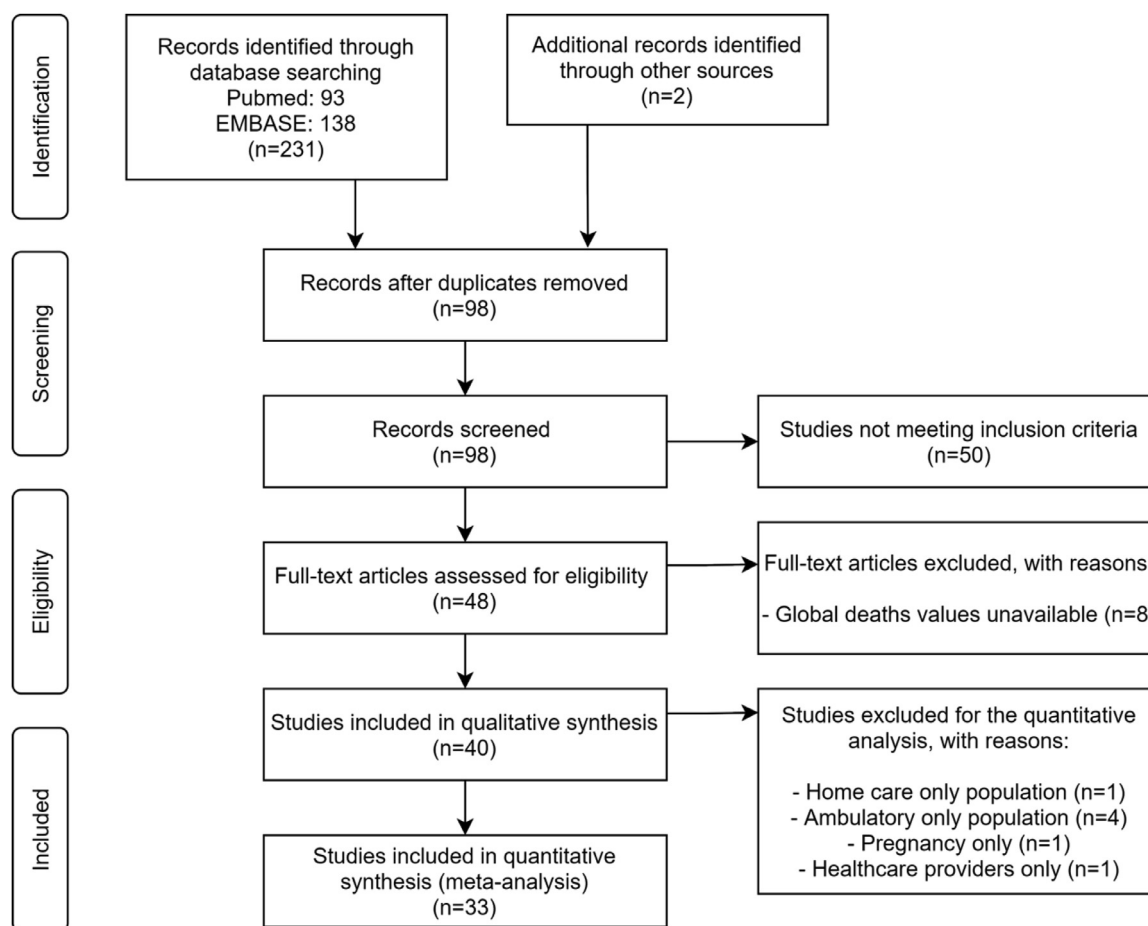 Identification
Records identified through
database searching
Pubmed: 93
EMBASE: 138
(n=231)
Additional records identified
through other sources
(n=2)
Screening
Records after duplicates removed
(n=98)
Records screened
(n=98)
Studies not meeting inclusion criteria
(n=50)
Eligibility
Full-text articles assessed for eligibility
(n=48)
Full-text articles excluded, with reasons
- Global deaths values unavailable (n=8
Included
Studies included in qualitative synthesis
(n=40)
Studies excluded for the quantitative
analysis, with reasons:
- Home care only population (n=1)
- Ambulatory only population (n=4)
- Pregnancy only (n=1)
- Healthcare providers only (n=1)
Studies included in quantitative
synthesis (meta-analysis)
(n=33)